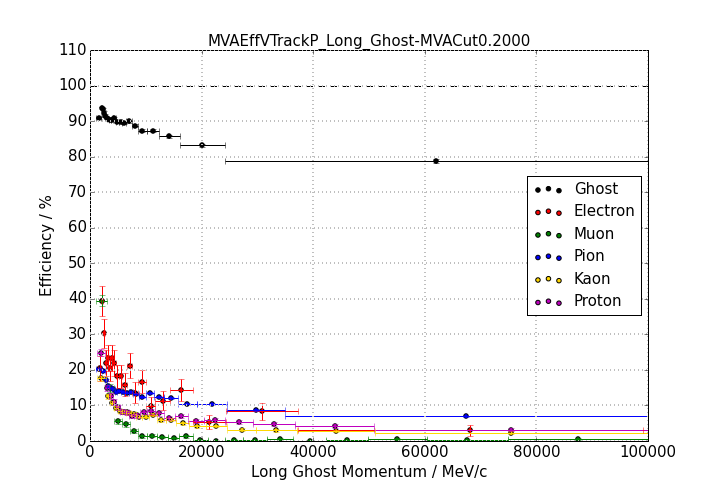 MVAEffVTrackP_Long_Ghost-MVACut0.2000
110
100
90
80
70
60
50
40
30
20
10
0
Efficiency / %
Ghost
Electron
Muon
Pion
Kaon
Proton
0 20000 40000 60000 80000 100000
Long Ghost Momentum / MeV/c